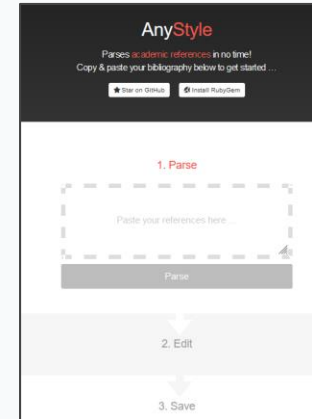 AnyStyle
Parses academic references in no time!
Copy & paste your bibliography below to get started ...
Star on GitHub Install RubyGem
1. Parse
Paste your references here ...
Parse
2. Edit
3. Save